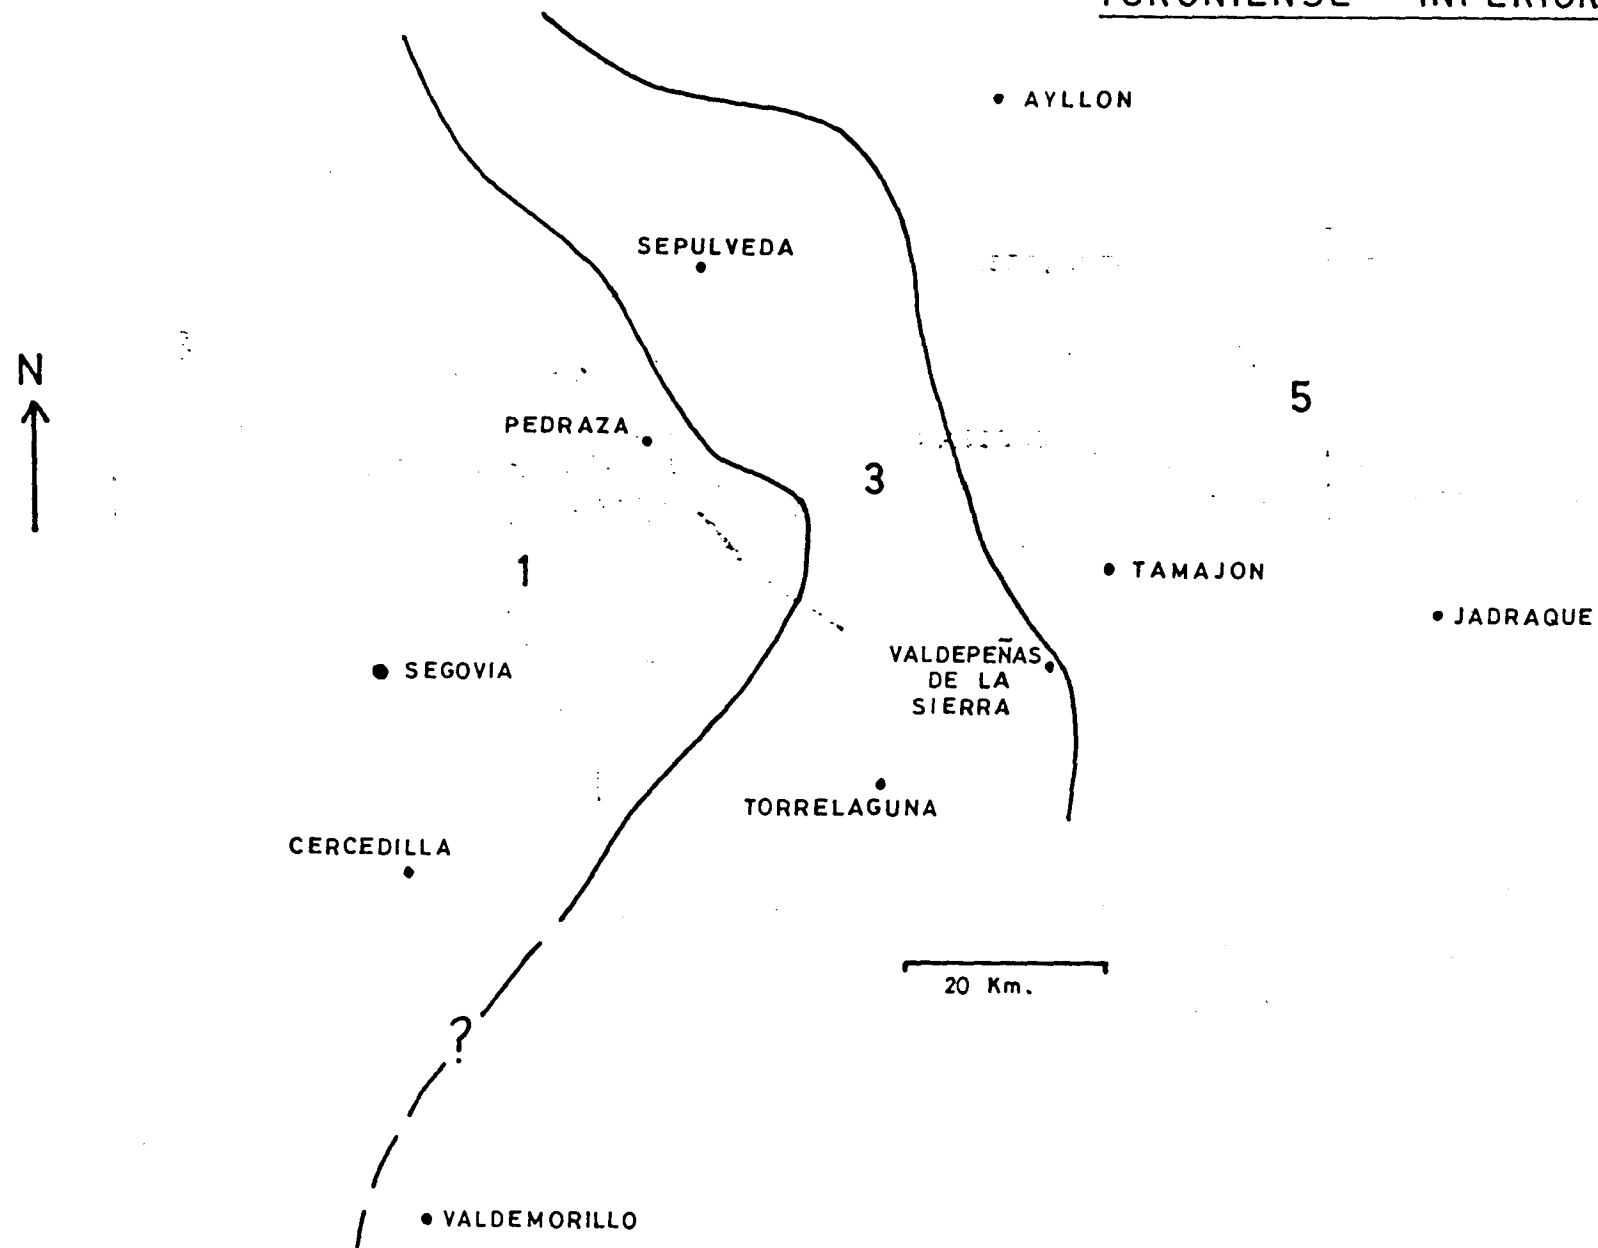 TURONIENSE INFERIOR
AYLLON
SEPULVEDA
N
5
PEDRAZA
3
1
TAMAJON
JADRAQUE
SEGOVIA
VALDEPEÑAS
DE LA
SIERRA
TORRELAGUNA
CERCEDILLA
20 Km.
?
VALDEMORILLO